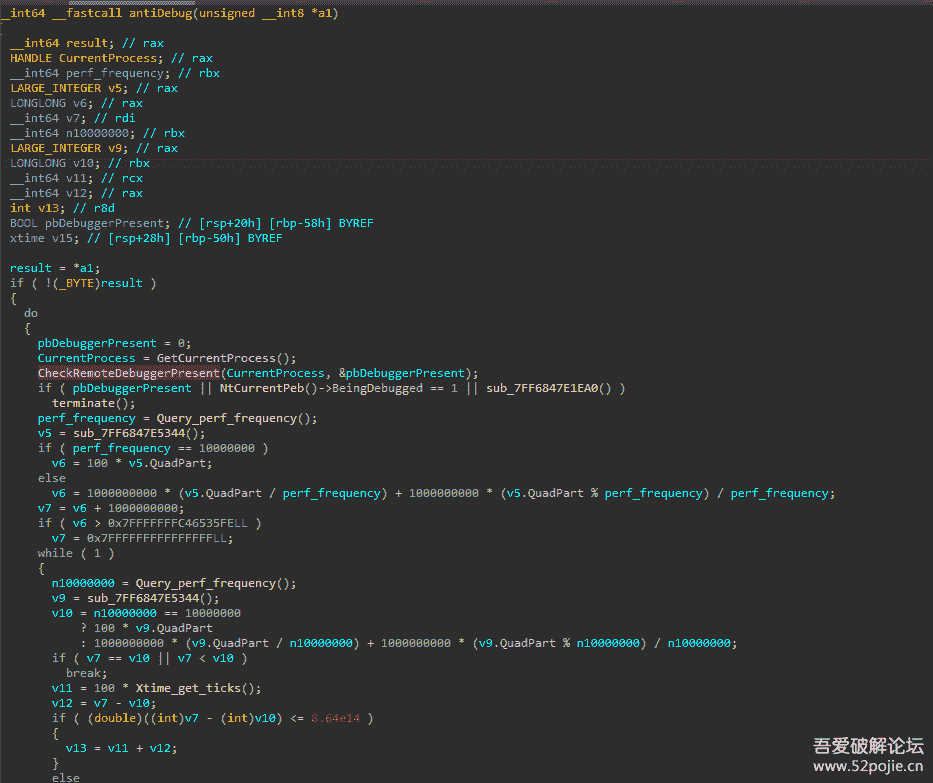 _int64 __fastcall antiDebug(unsigned __int8 *a1)
__int64 result; // rax
HANDLE CurrentProcess; // rax
__int64 perf_frequency; // rbx
LARGE_INTEGER v5; // rax
LONGLONG v6; // rax
__int64 v7; // rdi
__int64 n10000000; // rbx
LARGE_INTEGER v9; // rax
LONGLONG v10; // rbx
__int64 v11; // rcx
__int64 v12; // rax
int v13; // r8d
BOOL pbDebuggerPresent; // [rsp+20h] [rbp-58h] BYREF
xtime v15; // [rsp+28h] [rbp-50h] BYREF
result = *a1;
if ( !(_BYTE)result )
{
do
{
pbDebuggerPresent = 0;
CurrentProcess = GetCurrentProcess();
CheckRemoteDebuggerPresent(CurrentProcess, &pbDebuggerPresent);
if ( pbDebuggerPresent || NtCurrentPeb()->BeingDebugged == 1 || sub_7FF6847E1EA0() )
terminate();
perf_frequency = Query_perf_frequency();
v5 = sub_7FF6847E5344();
if ( perf_frequency == 10000000 )
v6 = 100 * v5.QuadPart;
else
v6 = 1000000000 * (v5.QuadPart / perf_frequency) + 1000000000 * (v5.QuadPart % perf_frequency) / perf_frequency;
v7 = v6 + 1000000000;
if ( v6 > 0x7FFFFFFFC46535FELL )
v7 = 0x7FFFFFFFFFFFFFFFLL;
while ( 1 )
{
n10000000 = Query_perf_frequency();
v9 = sub_7FF6847E5344();
v10 = n10000000 == 10000000
? 100 * v9.QuadPart
: 1000000000 * (v9.QuadPart / n10000000) + 1000000000 * (v9.QuadPart % n10000000) / n10000000;
if ( v7 == v10 || v7 < v10 )
break;
v11 = 100 * Xtime_get_ticks();
v12 = v7 - v10;
if ( (double)((int)v7 - (int)v10) <= 8.64e14 )
{
v13 = v11 + v12;
}
else
吾爱破解论坛
www.52pojie.cn